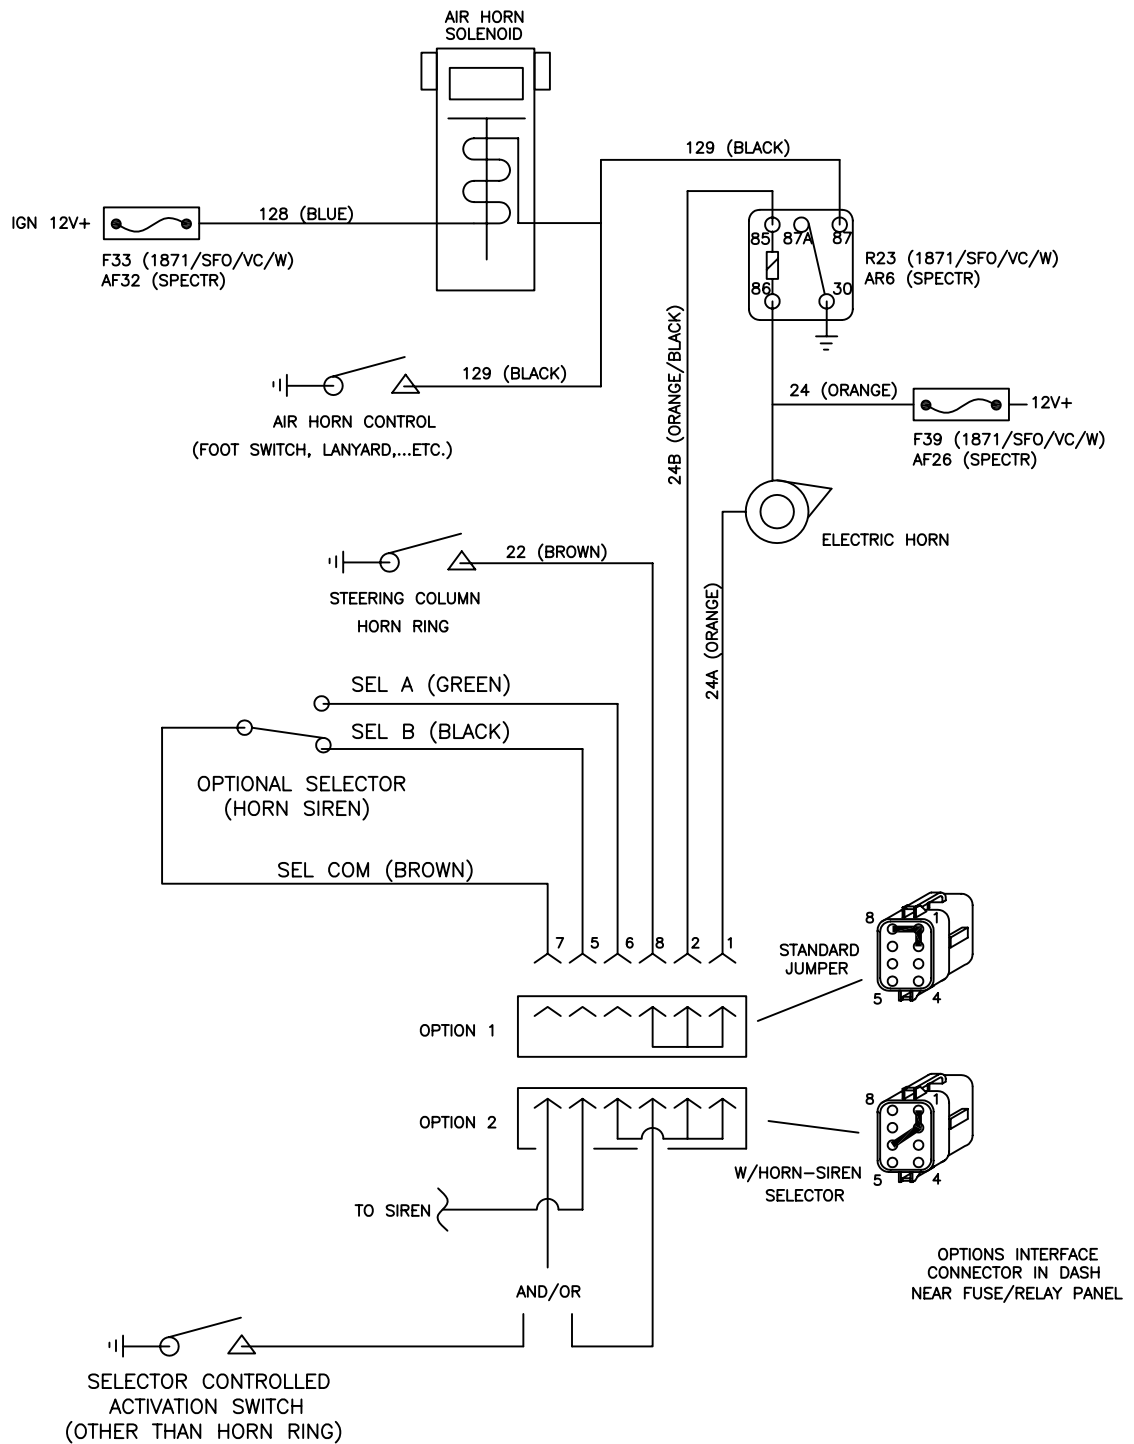 AIR HORN
SOLENOID
129 (BLACK)
IGN 12V+
128 (BLUE)
F33 (1871/SFO/VC/W)
AF32 (SPECTR)
85
87A
87
86
30
R23 (1871/SFO/VC/W)
AR6 (SPECTR)
129 (BLACK)
AIR HORN CONTROL
(FOOT SWITCH, LANYARD,...ETC.)
24B (ORANGE/BLACK)
24 (ORANGE)
12V+
F39 (1871/SFO/VC/W)
AF26 (SPECTR)
ELECTRIC HORN
22 (BROWN)
STEERING COLUMN
HORN RING
24A (ORANGE)
SEL A (GREEN)
SEL B (BLACK)
OPTIONAL SELECTOR
(HORN SIREN)
SEL COM (BROWN)
7
5
6
8
2
1
STANDARD
JUMPER
8
1
5
4
OPTION 1
OPTION 2
8
1
5
4
W/HORN-SIREN
SELECTOR
TO SIREN
AND/OR
OPTIONS INTERFACE
CONNECTOR IN DASH
NEAR FUSE/RELAY PANEL
SELECTOR CONTROLLED
ACTIVATION SWITCH
(OTHER THAN HORN RING)